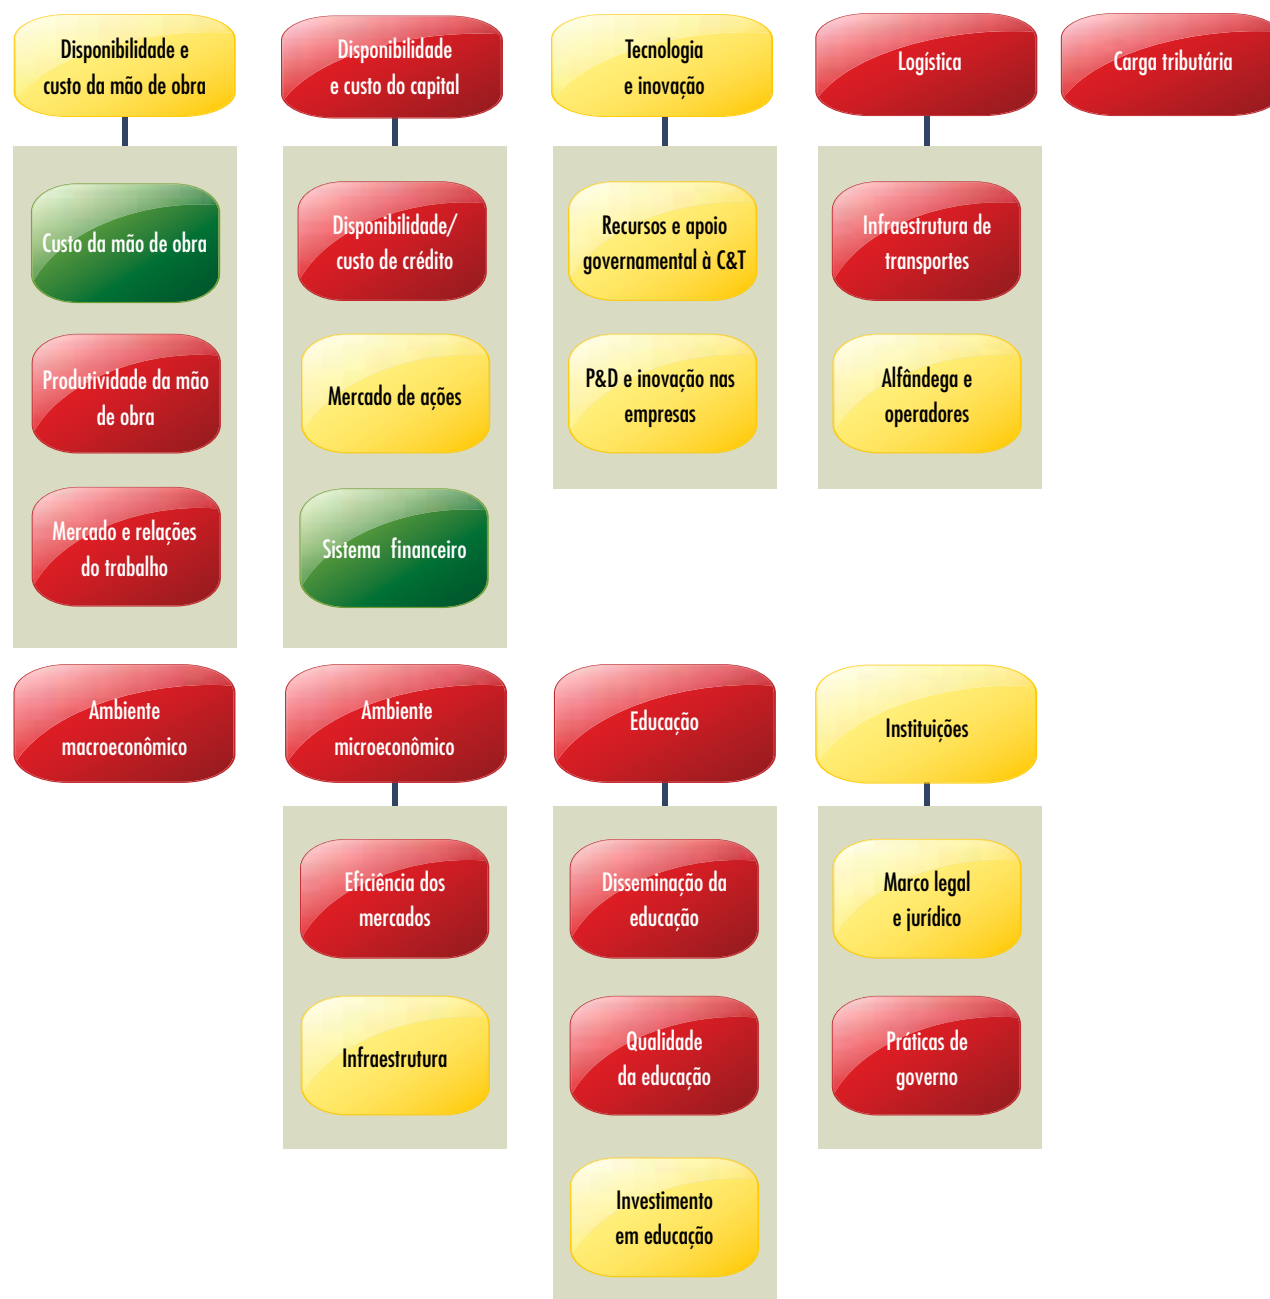 Disponibilidade e
custo da mão de obra
Disponibilidade
e custo do capital
Tecnologia
e inovação
Logística
Carga tributária
Custo da mão de obra
Produtividade da mão
de obra
Mercado e relações
do trabalho
Disponibilidade/
custo de crédito
Mercado de ações
Sistema financeiro
Recursos e apoio
governamental à C&T
P&D e inovação nas
empresas
Infraestrutura de
transportes
Alfândega e
operadores
Ambiente
macroeconômico
Ambiente
microeconômico
Educação
Instituições
Eficiência dos
mercados
Infraestrutura
Disseminação da
educação
Qualidade
da educação
Investimento
em educação
Marco legal
e jurídico
Práticas de
governo